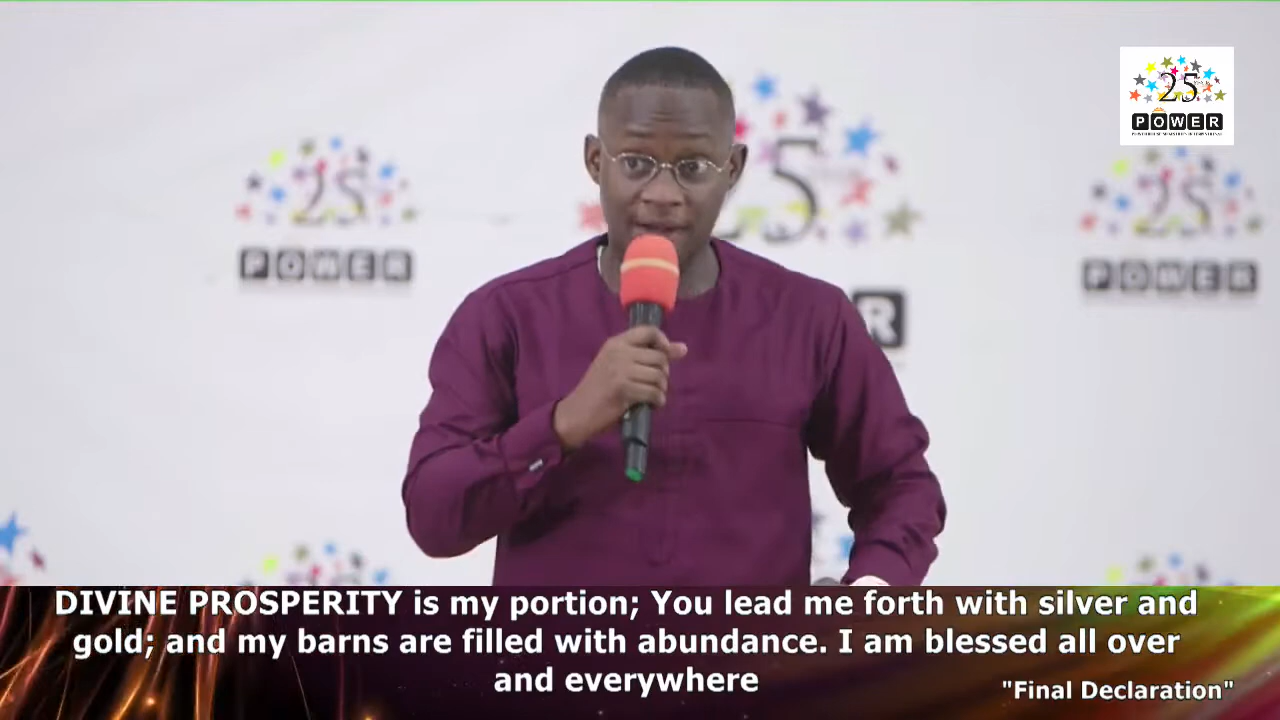 25
POWER
25
POWER
25
R
25
POWER
DIVINE PROSPERITY is my portion; You lead me forth with silver and
gold; and my barns are filled with abundance. I am blessed all over
and everywhere
"Final Declaration"